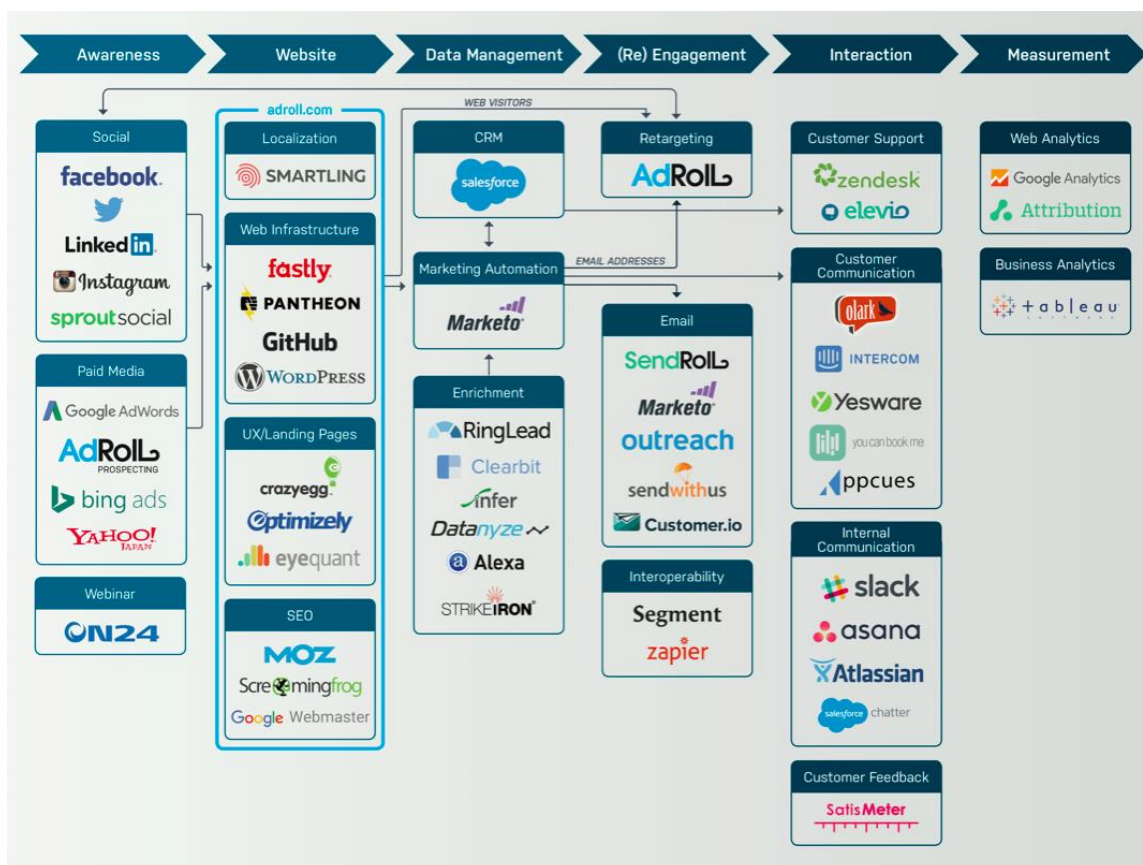 Awareness
Website
Data Management
(Re) Engagement
Interaction
Measurement
adroll.com
WEB VISITORS
EMAIL ADDRESSES
Social
facebook.
Linked in
Instagram
sproutsocial
Paid Media
Google AdWords
AdRoll
PROSPECTING
bing ads
YAHOO!
JAPAN
Webinar
ON24
Localization
SMARTLING
Web Infrastructure
fastly
PANTHEON
GitHub
WORDPRESS
UX/Landing Pages
crazyegg
Optimizely
eyequant
SEO
MOZ
Screamingfrog
Google Webmaster
CRM
salesforce
Marketing Automation
Marketo
Enrichment
RingLead
Clearbit
infer
Datanyze
a Alexa
STRIKEIRON
Retargeting
AdRoll
Email
SendRoll
Marketo
outreach
sendwithus
Customer.io
Interoperability
Segment
zapier
Customer Support
zendesk
elevio
Customer
Communication
olark
INTERCOM
Yesware
you can book me
Appcues
Internal
Communication
slack
asana
Atlassian
salesforce chatter
Customer Feedback
SatisMeter
Web Analytics
Google Analytics
Attribution
Business Analytics
+ableau